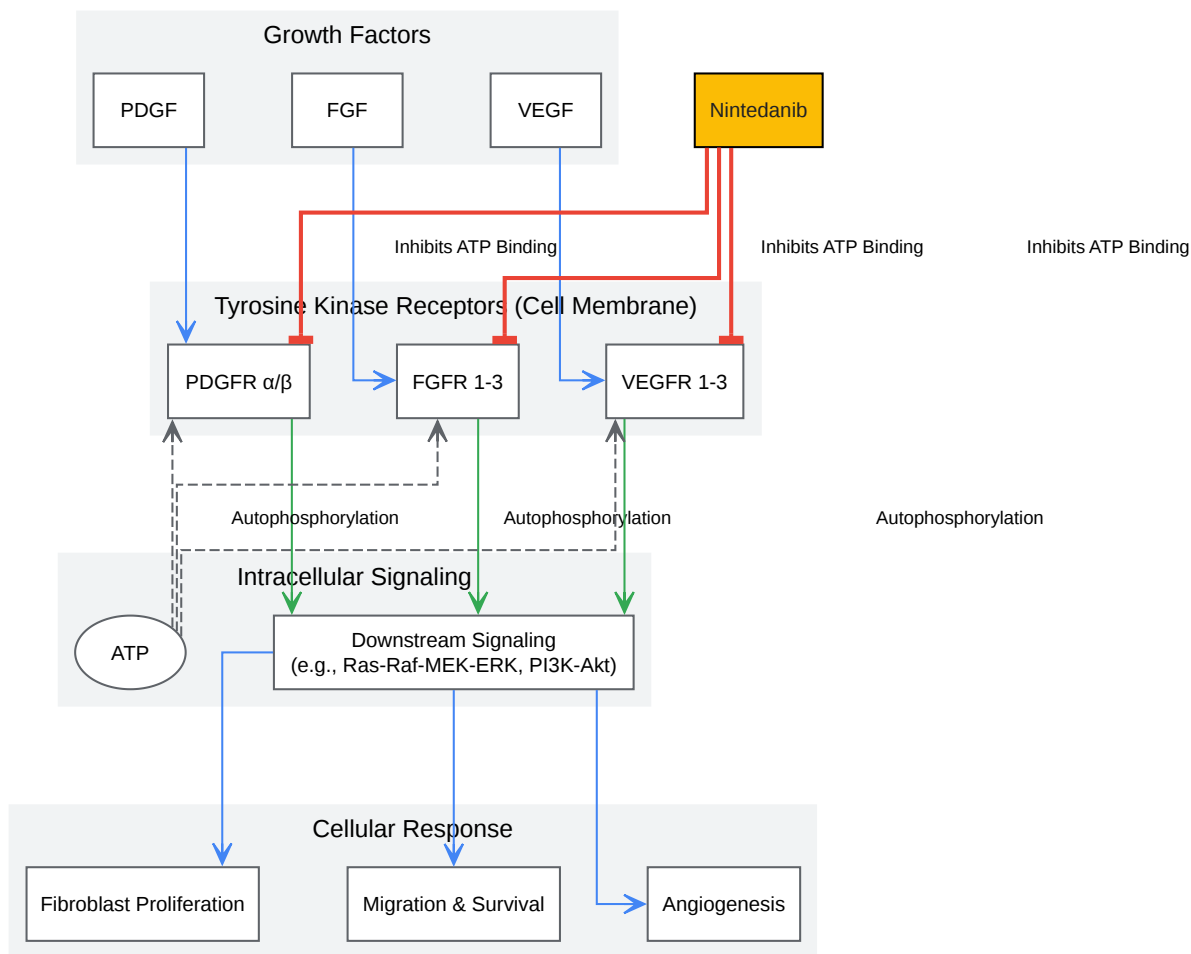 Growth Factors
PDGF
FGF
VEGF
Nintedanib
Inhibits ATP Binding
Inhibits ATP Binding
Inhibits ATP Binding
Tyrosine Kinase Receptors (Cell Membrane)
PDGFR α/β
FGFR 1-3
VEGFR 1-3
Autophosphorylation
Autophosphorylation
Autophosphorylation
Intracellular Signaling
ATP
Downstream Signaling
(e.g., Ras-Raf-MEK-ERK, PI3K-Akt)
Cellular Response
Fibroblast Proliferation
Migration & Survival
Angiogenesis